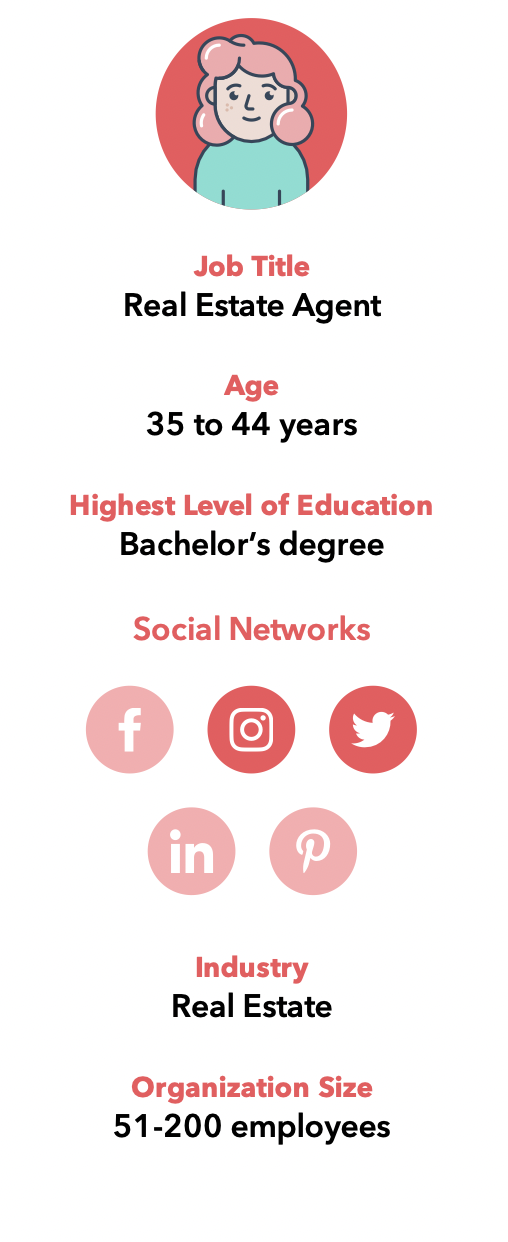 Job Title
Real Estate Agent
Age
35 to 44 years
Highest Level of Education
Bachelor’s degree
Social Networks
Industry
Real Estate
Organization Size
51-200 employees